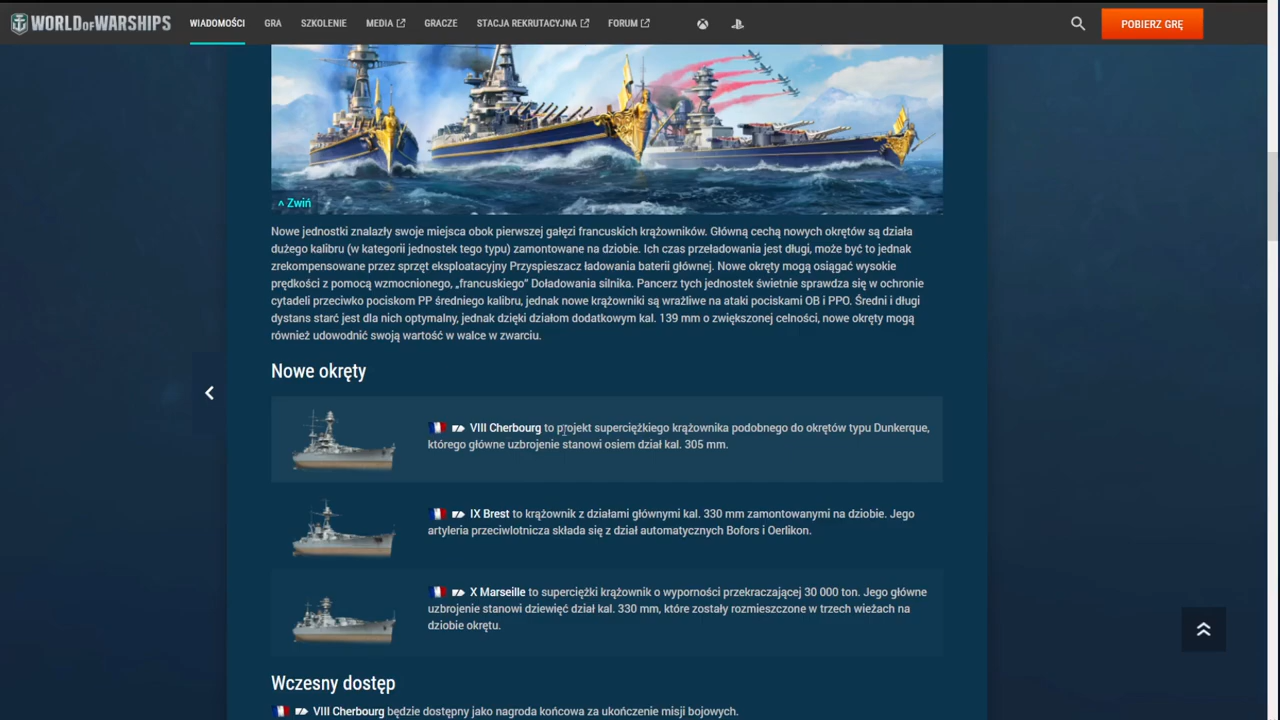 WORLD OF WARSHIPS WIADOMOŚCI GRA SZKOLENIE MEDIA GRACZE STACJA REKRUTACYJNA FORUM POBIERZ GRĘ
^ Zwiń
Nowe jednostki znalazły swoje miejsca obok pierwszej gałęzi francuskich krążowników. Główną cechą nowych okrętów są działa
dużego kalibru (w kategorii jednostek tego typu) zamontowane na dziobie. Ich czas przeładowania jest długi, może być to jednak
zrekompensowane przez sprzęt eksploatacyjny Przyspieszacz ładowania baterii głównej. Nowe okręty mogą osiągać wysokie
prędkości z pomocą wzmocnionego, „francuskiego” Doładowania silnika. Pancerz tych jednostek świetnie sprawdza się w ochronie
cytadeli przeciwko pociskom PP średniego kalibru, jednak nowe krążowniki są wrażliwe na ataki pociskami OB i PPO. Średni i długi
dystans starć jest dla nich optymalny, jednak dzięki działom dodatkowym kal. 139 mm o zwiększonej celności, nowe okręty mogą
również udowodnić swoją wartość w walce w zwarciu.
Nowe okręty
VIII Cherbourg to projekt superciężkiego krążownika podobnego do okrętów typu Dunkerque,
którego główne uzbrojenie stanowi osiem dział kal. 305 mm.
IX Brest to krążownik z działami głównymi kal. 330 mm zamontowanymi na dziobie. Jego
artyleria przeciwlotnicza składa się z dział automatycznych Bofors i Oerlikon.
X Marseille to superciężki krążownik o wyporności przekraczającej 30 000 ton. Jego główne
uzbrojenie stanowi dziewięć dział kal. 330 mm, które zostały rozmieszczone w trzech wieżach na
dziobie okrętu.
Wczesny dostęp
VIII Cherbourg będzie dostępny jako nagroda końcowa za ukończenie misji bojowych.